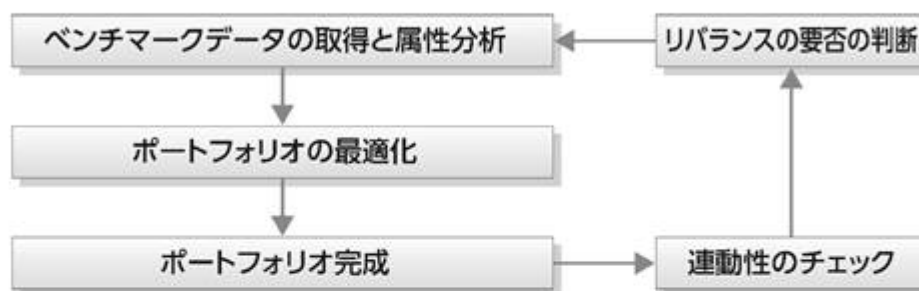 ベンチマークデータの取得と属性分析
リバランスの要否の判断
ポートフォリオの最適化
ポートフォリオ完成
連動性のチェック